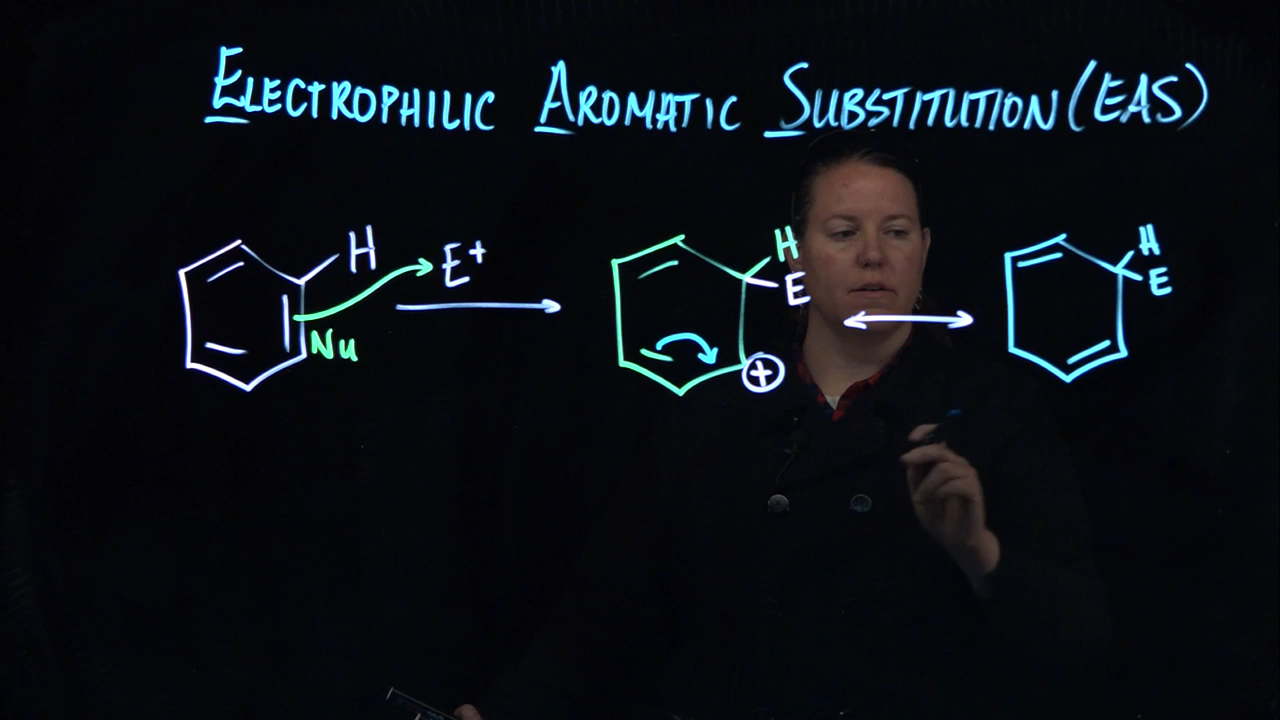 ELECTROPHILIC AROMATIC SUBSTITUTION (EAS)
H E+ H H
E E
Nu
+